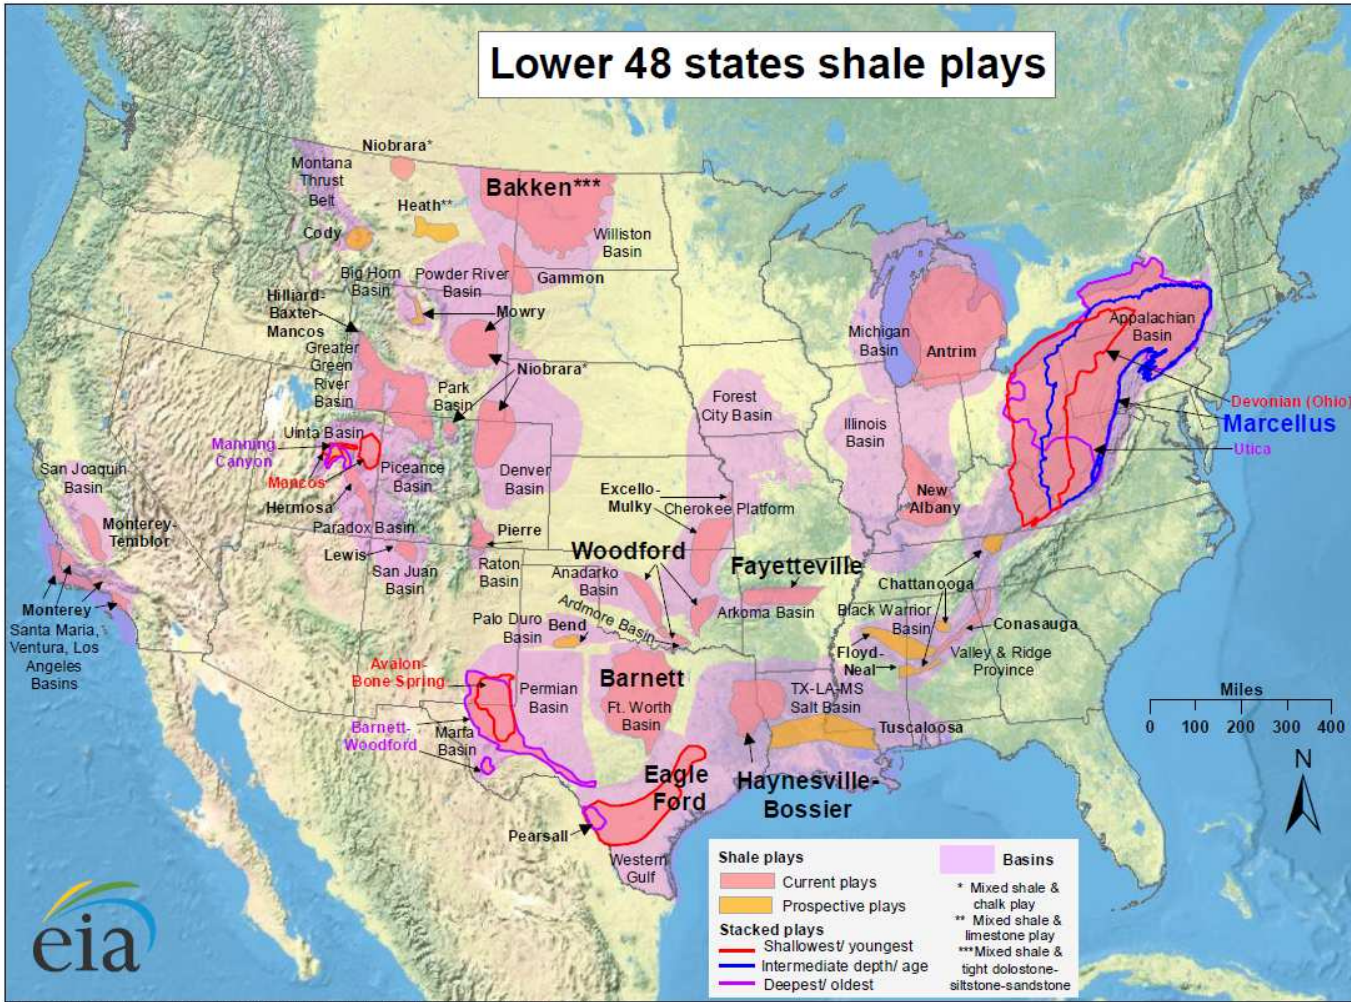 Lower 48 states shale plays
Niobrara*
Montana
Thrust
Belt
Bakken***
Heath**
Cody
Williston
Basin
Big Horn
Basin
Powder River
Basin
Gammon
Hilliard-
Baxter-
Mancos
Mowry
Greater
Green
River
Basin
Niobrara*
Park
Basin
Michigan
Basin
Antrim
Appalachian
Basin
Forest
City Basin
Illinois
Basin
Devonian (Ohio)
Marcellus
Utica
Uinta Basin
Manning
Canyon
Mancos
Piceance
Basin
Denver
Basin
San Joaquin
Basin
Hermosa
Paradox Basin
Excello-
Mulky
Cherokee Platform
New
Albany
Monterey-
Temblor
Lewis
San Juan
Basin
Pierre
Raton
Basin
Woodford
Anadarko
Basin
Fayetteville
Arkoma Basin
Chattanooga
Monterey
Santa Maria,
Ventura, Los
Angeles
Basins
Palo Duro
Basin
Bend
Ardmore Basin
Black Warrior
Basin
Conasauga
Floyd-
Neal
Valley & Ridge
Province
Avalon-
Bone Spring
Permian
Basin
Barnett
Ft. Worth
Basin
TX-LA-MS
Salt Basin
Tuscaloosa
Barnett-
Woodford
Marfa
Basin
Eagle
Ford
Haynesville-
Bossier
Pearsall
Western
Gulf
Miles
0 100 200 300 400
N
Shale plays
Current plays
Prospective plays
Stacked plays
Shallowest/ youngest
Intermediate depth/ age
Deepest/ oldest
Basins
* Mixed shale &
chalk play
** Mixed shale &
limestone play
***Mixed shale &
tight dolostone-
siltstone-sandstone
eia